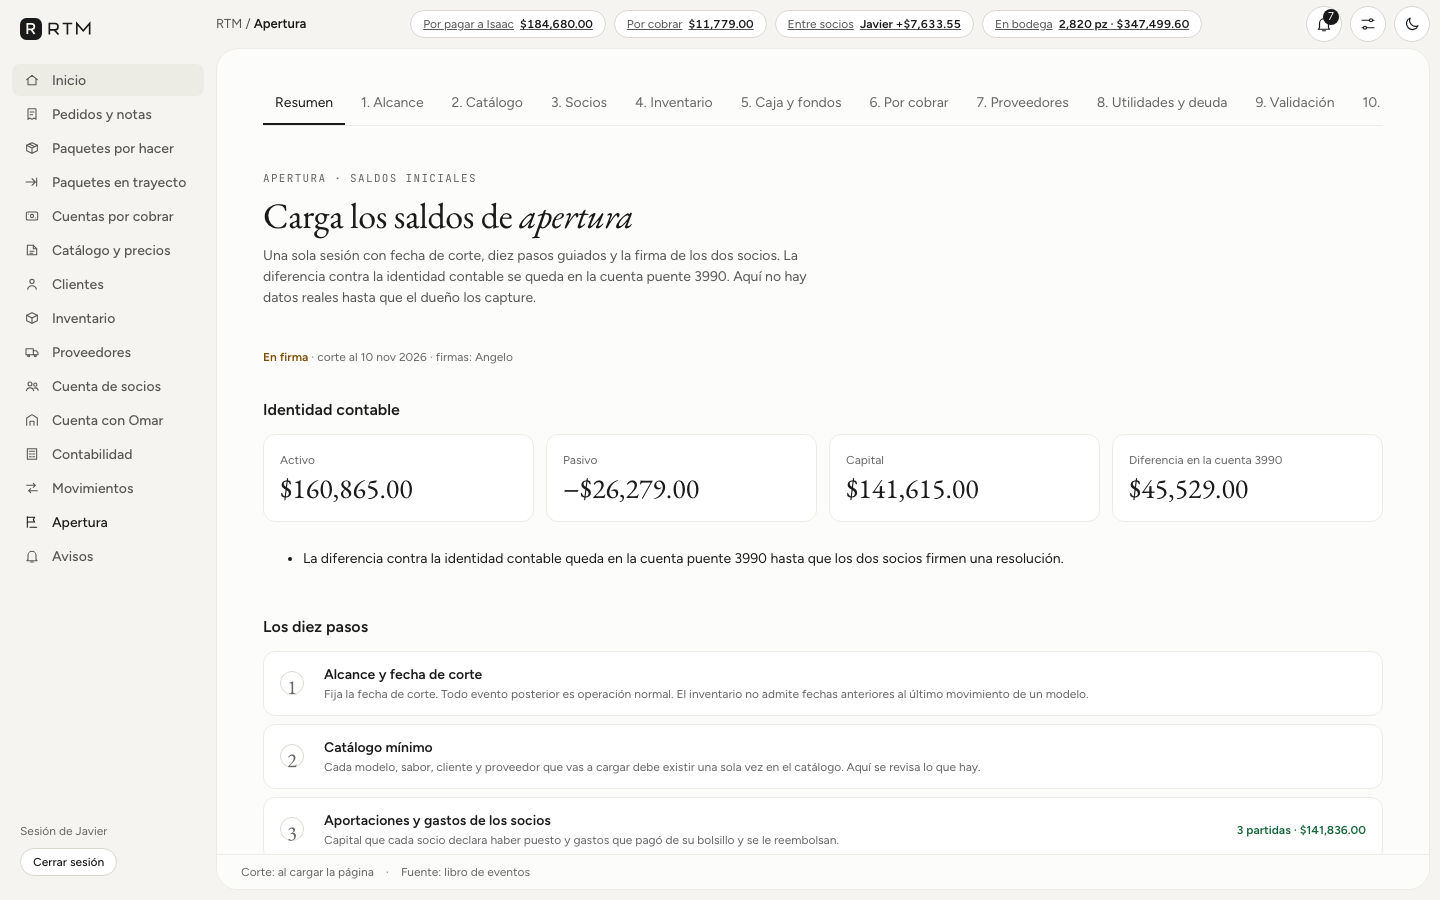 R RTM
RTM / Apertura
Por pagar a Isaac $184,680.00
Por cobrar $11,779.00
Entre socios Javier +$7,633.55
En bodega 2,820 pz · $347,499.60
7
Inicio
Pedidos y notas
Paquetes por hacer
Paquetes en trayecto
Cuentas por cobrar
Catálogo y precios
Clientes
Inventario
Proveedores
Cuenta de socios
Cuenta con Omar
Contabilidad
Movimientos
Apertura
Avisos
Sesión de Javier
Cerrar sesión
Resumen 1. Alcance 2. Catálogo 3. Socios 4. Inventario 5. Caja y fondos 6. Por cobrar 7. Proveedores 8. Utilidades y deuda 9. Validación 10.
APERTURA · SALDOS INICIALES
Carga los saldos de apertura
Una sola sesión con fecha de corte, diez pasos guiados y la firma de los dos socios. La
diferencia contra la identidad contable se queda en la cuenta puente 3990. Aquí no hay
datos reales hasta que el dueño los capture.
En firma · corte al 10 nov 2026 · firmas: Angelo
Identidad contable
Activo
$160,865.00
Pasivo
−$26,279.00
Capital
$141,615.00
Diferencia en la cuenta 3990
$45,529.00
• La diferencia contra la identidad contable queda en la cuenta puente 3990 hasta que los dos socios firmen una resolución.
Los diez pasos
1
Alcance y fecha de corte
Fija la fecha de corte. Todo evento posterior es operación normal. El inventario no admite fechas anteriores al último movimiento de un modelo.
2
Catálogo mínimo
Cada modelo, sabor, cliente y proveedor que vas a cargar debe existir una sola vez en el catálogo. Aquí se revisa lo que hay.
3
Aportaciones y gastos de los socios
Capital que cada socio declara haber puesto y gastos que pagó de su bolsillo y se le reembolsan.
3 partidas · $141,836.00
Corte: al cargar la página · Fuente: libro de eventos